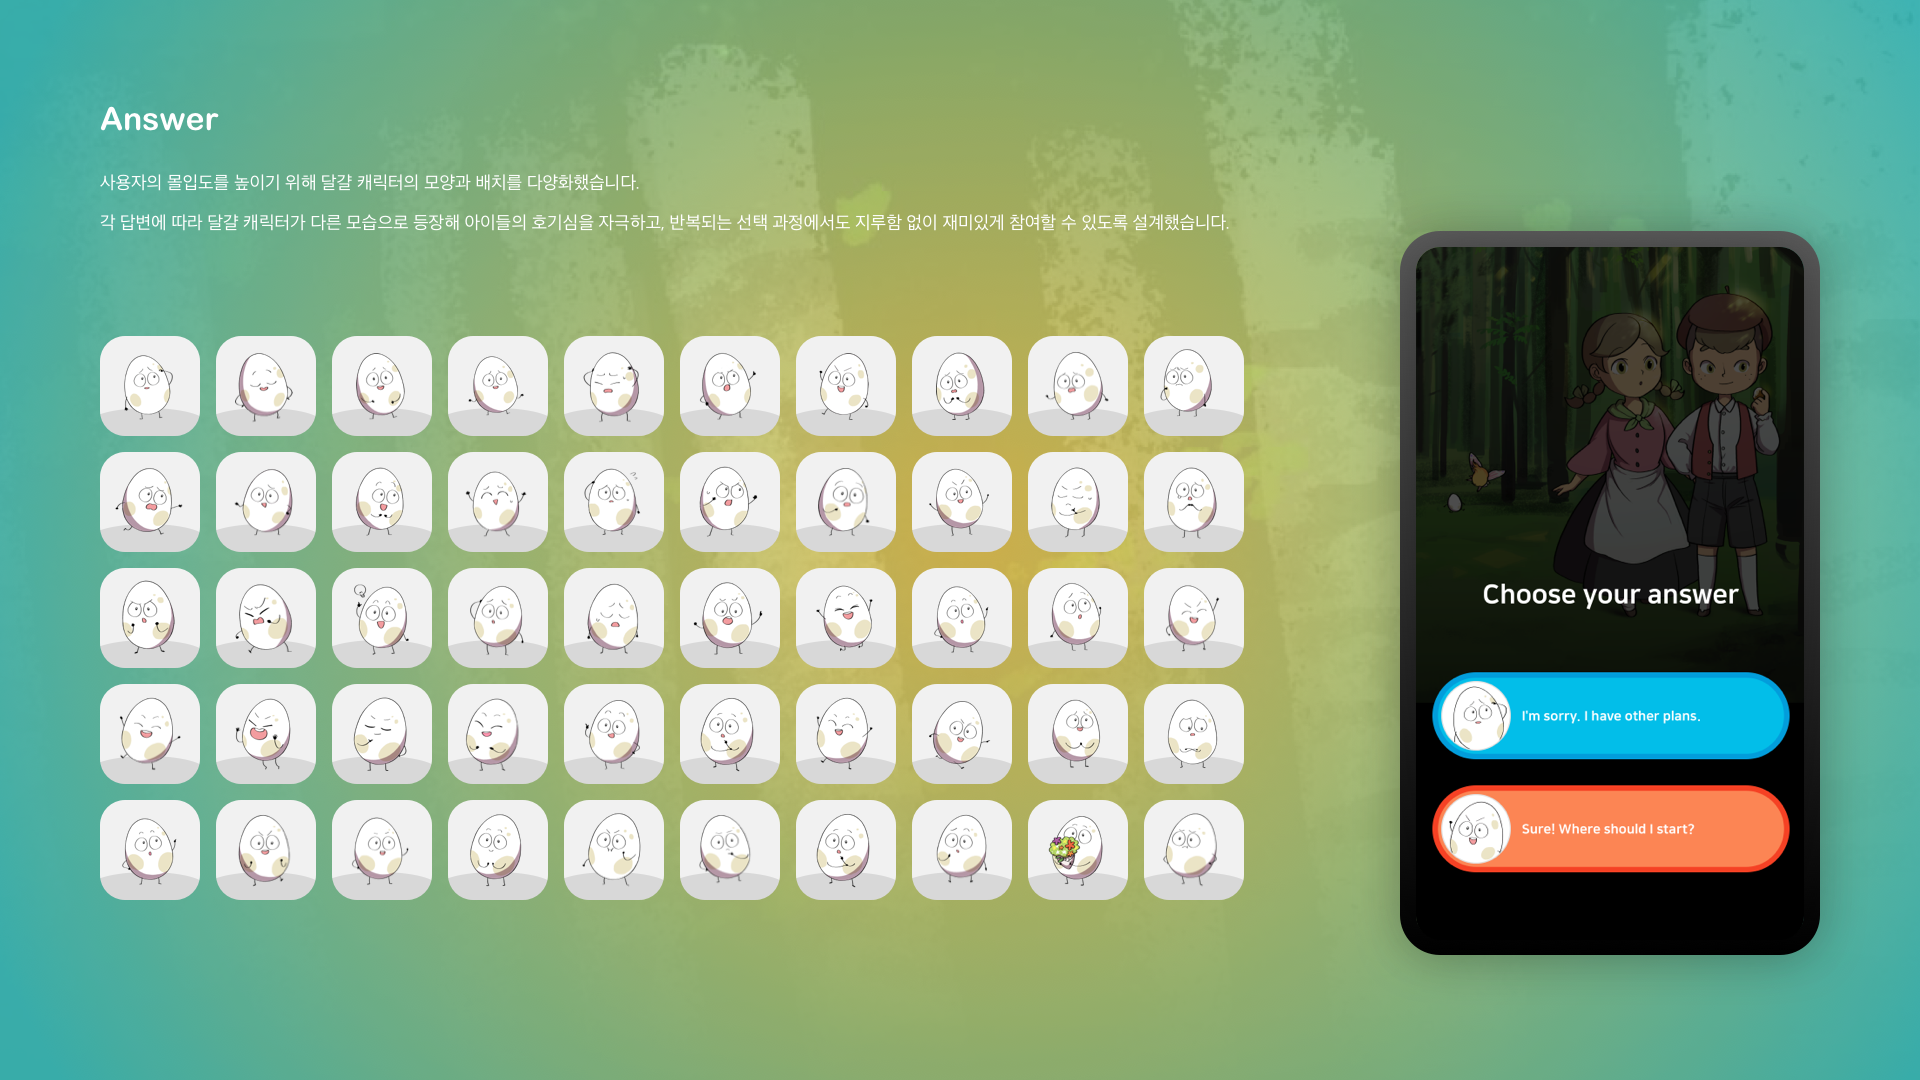 Answer
사용자의 몰입도를 높이기 위해 달걀 캐릭터의 모양과 배치를 다양화했습니다.
각 답변에 따라 달걀 캐릭터가 다른 모습으로 등장해 아이들의 호기심을 자극하고, 반복되는 선택 과정에서도 지루함 없이 재미있게 참여할 수 있도록 설계했습니다.
Choose your answer
I'm sorry. I have other plans.
Sure! Where should I start?